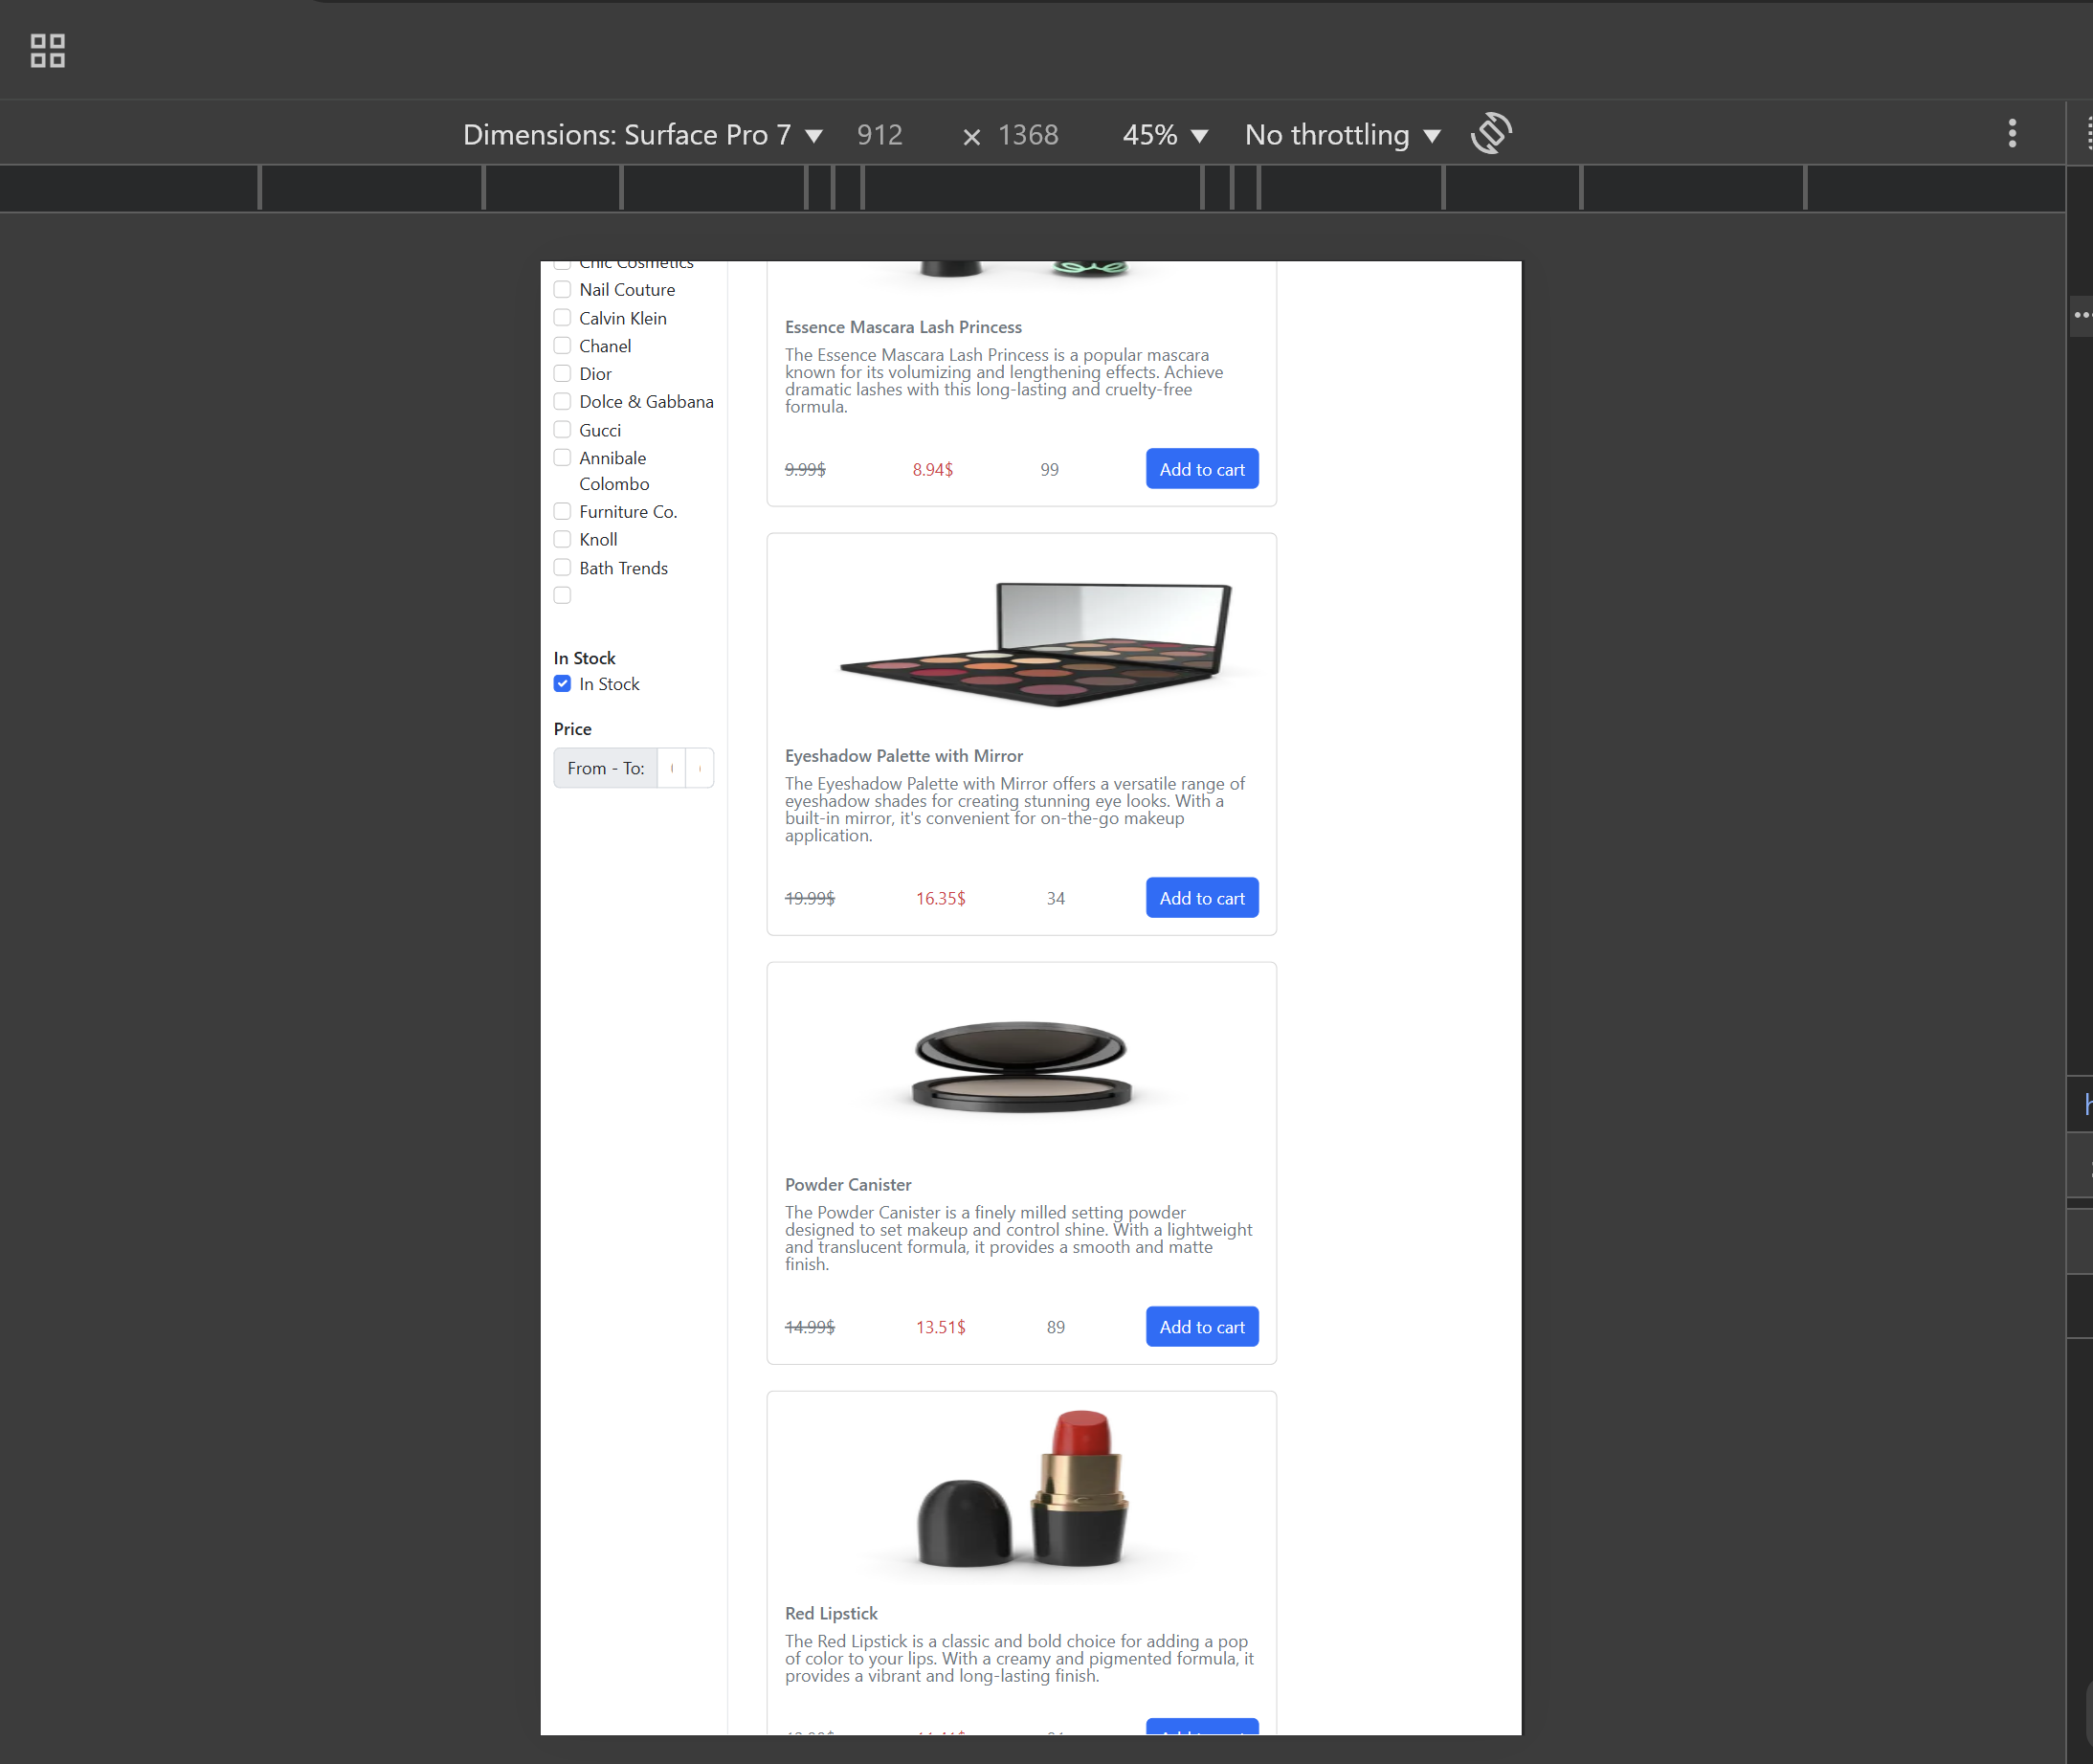 Dimensions: Surface Pro 7 912 × 1368 45% No throttling
Chic Cosmetics
Nail Couture
Calvin Klein
Chanel
Dior
Dolce & Gabbana
Gucci
Annibale
Colombo
Furniture Co.
Knoll
Bath Trends
In Stock
In Stock
Price
From - To:
Essence Mascara Lash Princess
The Essence Mascara Lash Princess is a popular mascara
known for its volumizing and lengthening effects. Achieve
dramatic lashes with this long-lasting and cruelty-free
formula.
9.99$ 8.94$ 99 Add to cart
Eyeshadow Palette with Mirror
The Eyeshadow Palette with Mirror offers a versatile range of
eyeshadow shades for creating stunning eye looks. With a
built-in mirror, it's convenient for on-the-go makeup
application.
19.99$ 16.35$ 34 Add to cart
Powder Canister
The Powder Canister is a finely milled setting powder
designed to set makeup and control shine. With a lightweight
and translucent formula, it provides a smooth and matte
finish.
14.99$ 13.51$ 89 Add to cart
Red Lipstick
The Red Lipstick is a classic and bold choice for adding a pop
of color to your lips. With a creamy and pigmented formula, it
provides a vibrant and long-lasting finish.